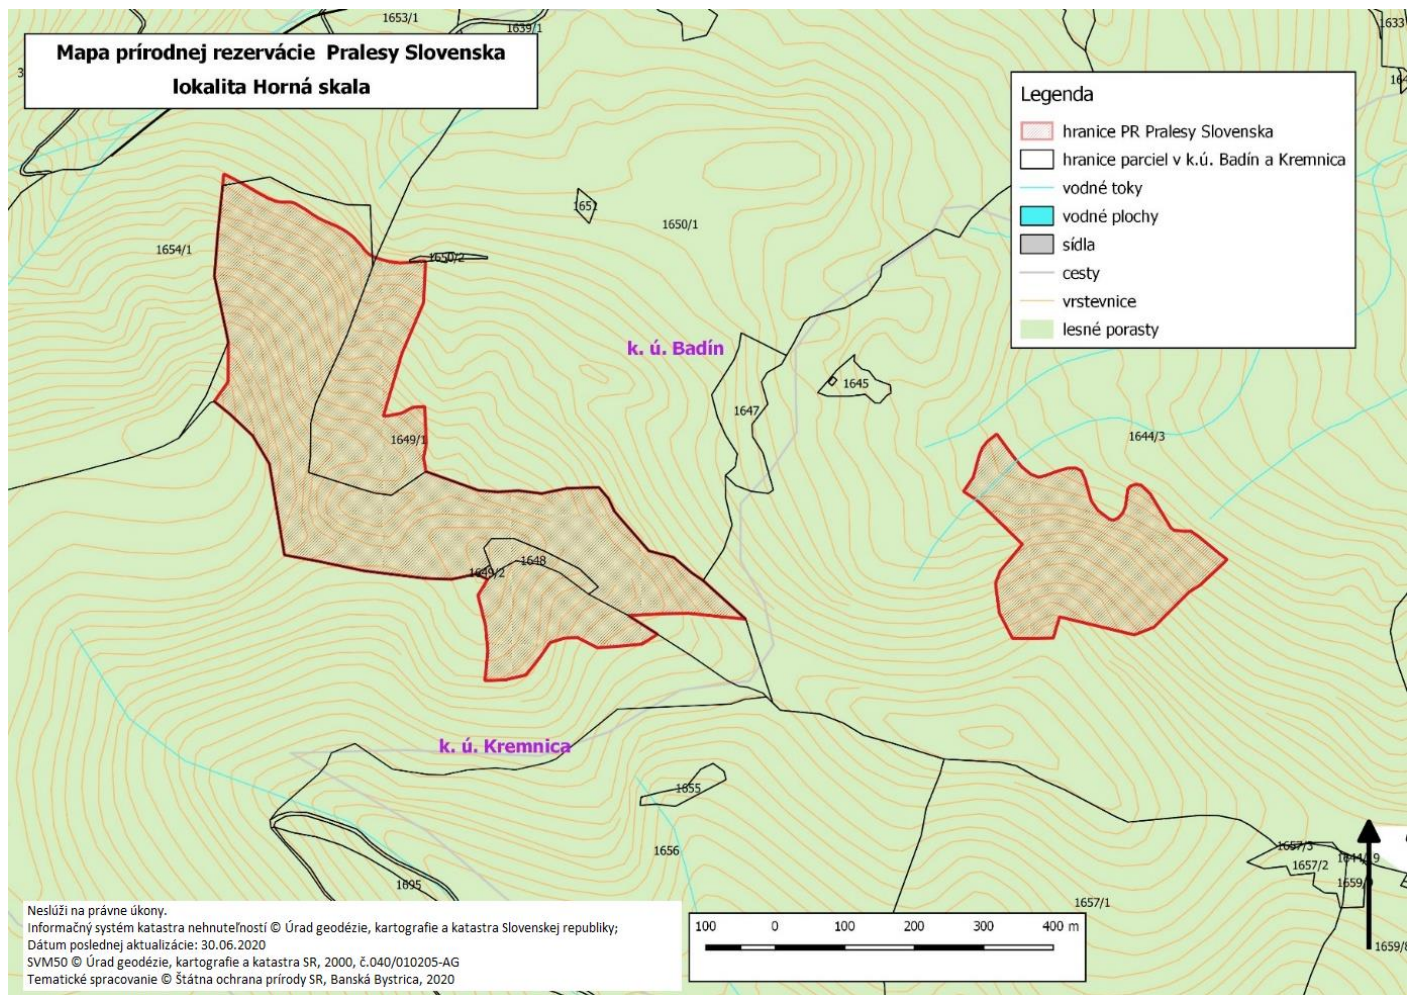 1653/1
1639/1
1633
Mapa prírodnej rezervácie Pralesy Slovenska
lokalita Horná skala
Legenda
hranice PR Pralesy Slovenska
hranice parciel v k.ú. Badín a Kremnica
vodné toky
vodné plochy
sídla
cesty
vrstevnice
lesné porasty
1651
1650/1
1654/1
1650/2
k. ú. Badín
1645
1647
1649/1
1644/3
1648
1649/2
k. ú. Kremnica
1655
1656
1695
1657/3
1657/2
1659/9
1657/1
1659/8
Neslúži na právne úkony.
Informačný systém katastra nehnuteľností © Úrad geodézie, kartografie a katastra Slovenskej republiky;
Dátum poslednej aktualizácie: 30.06.2020
SVM50 © Úrad geodézie, kartografie a katastra SR, 2000, č.040/010205-AG
Tematické spracovanie © Štátna ochrana prírody SR, Banská Bystrica, 2020
100 0 100 200 300 400 m